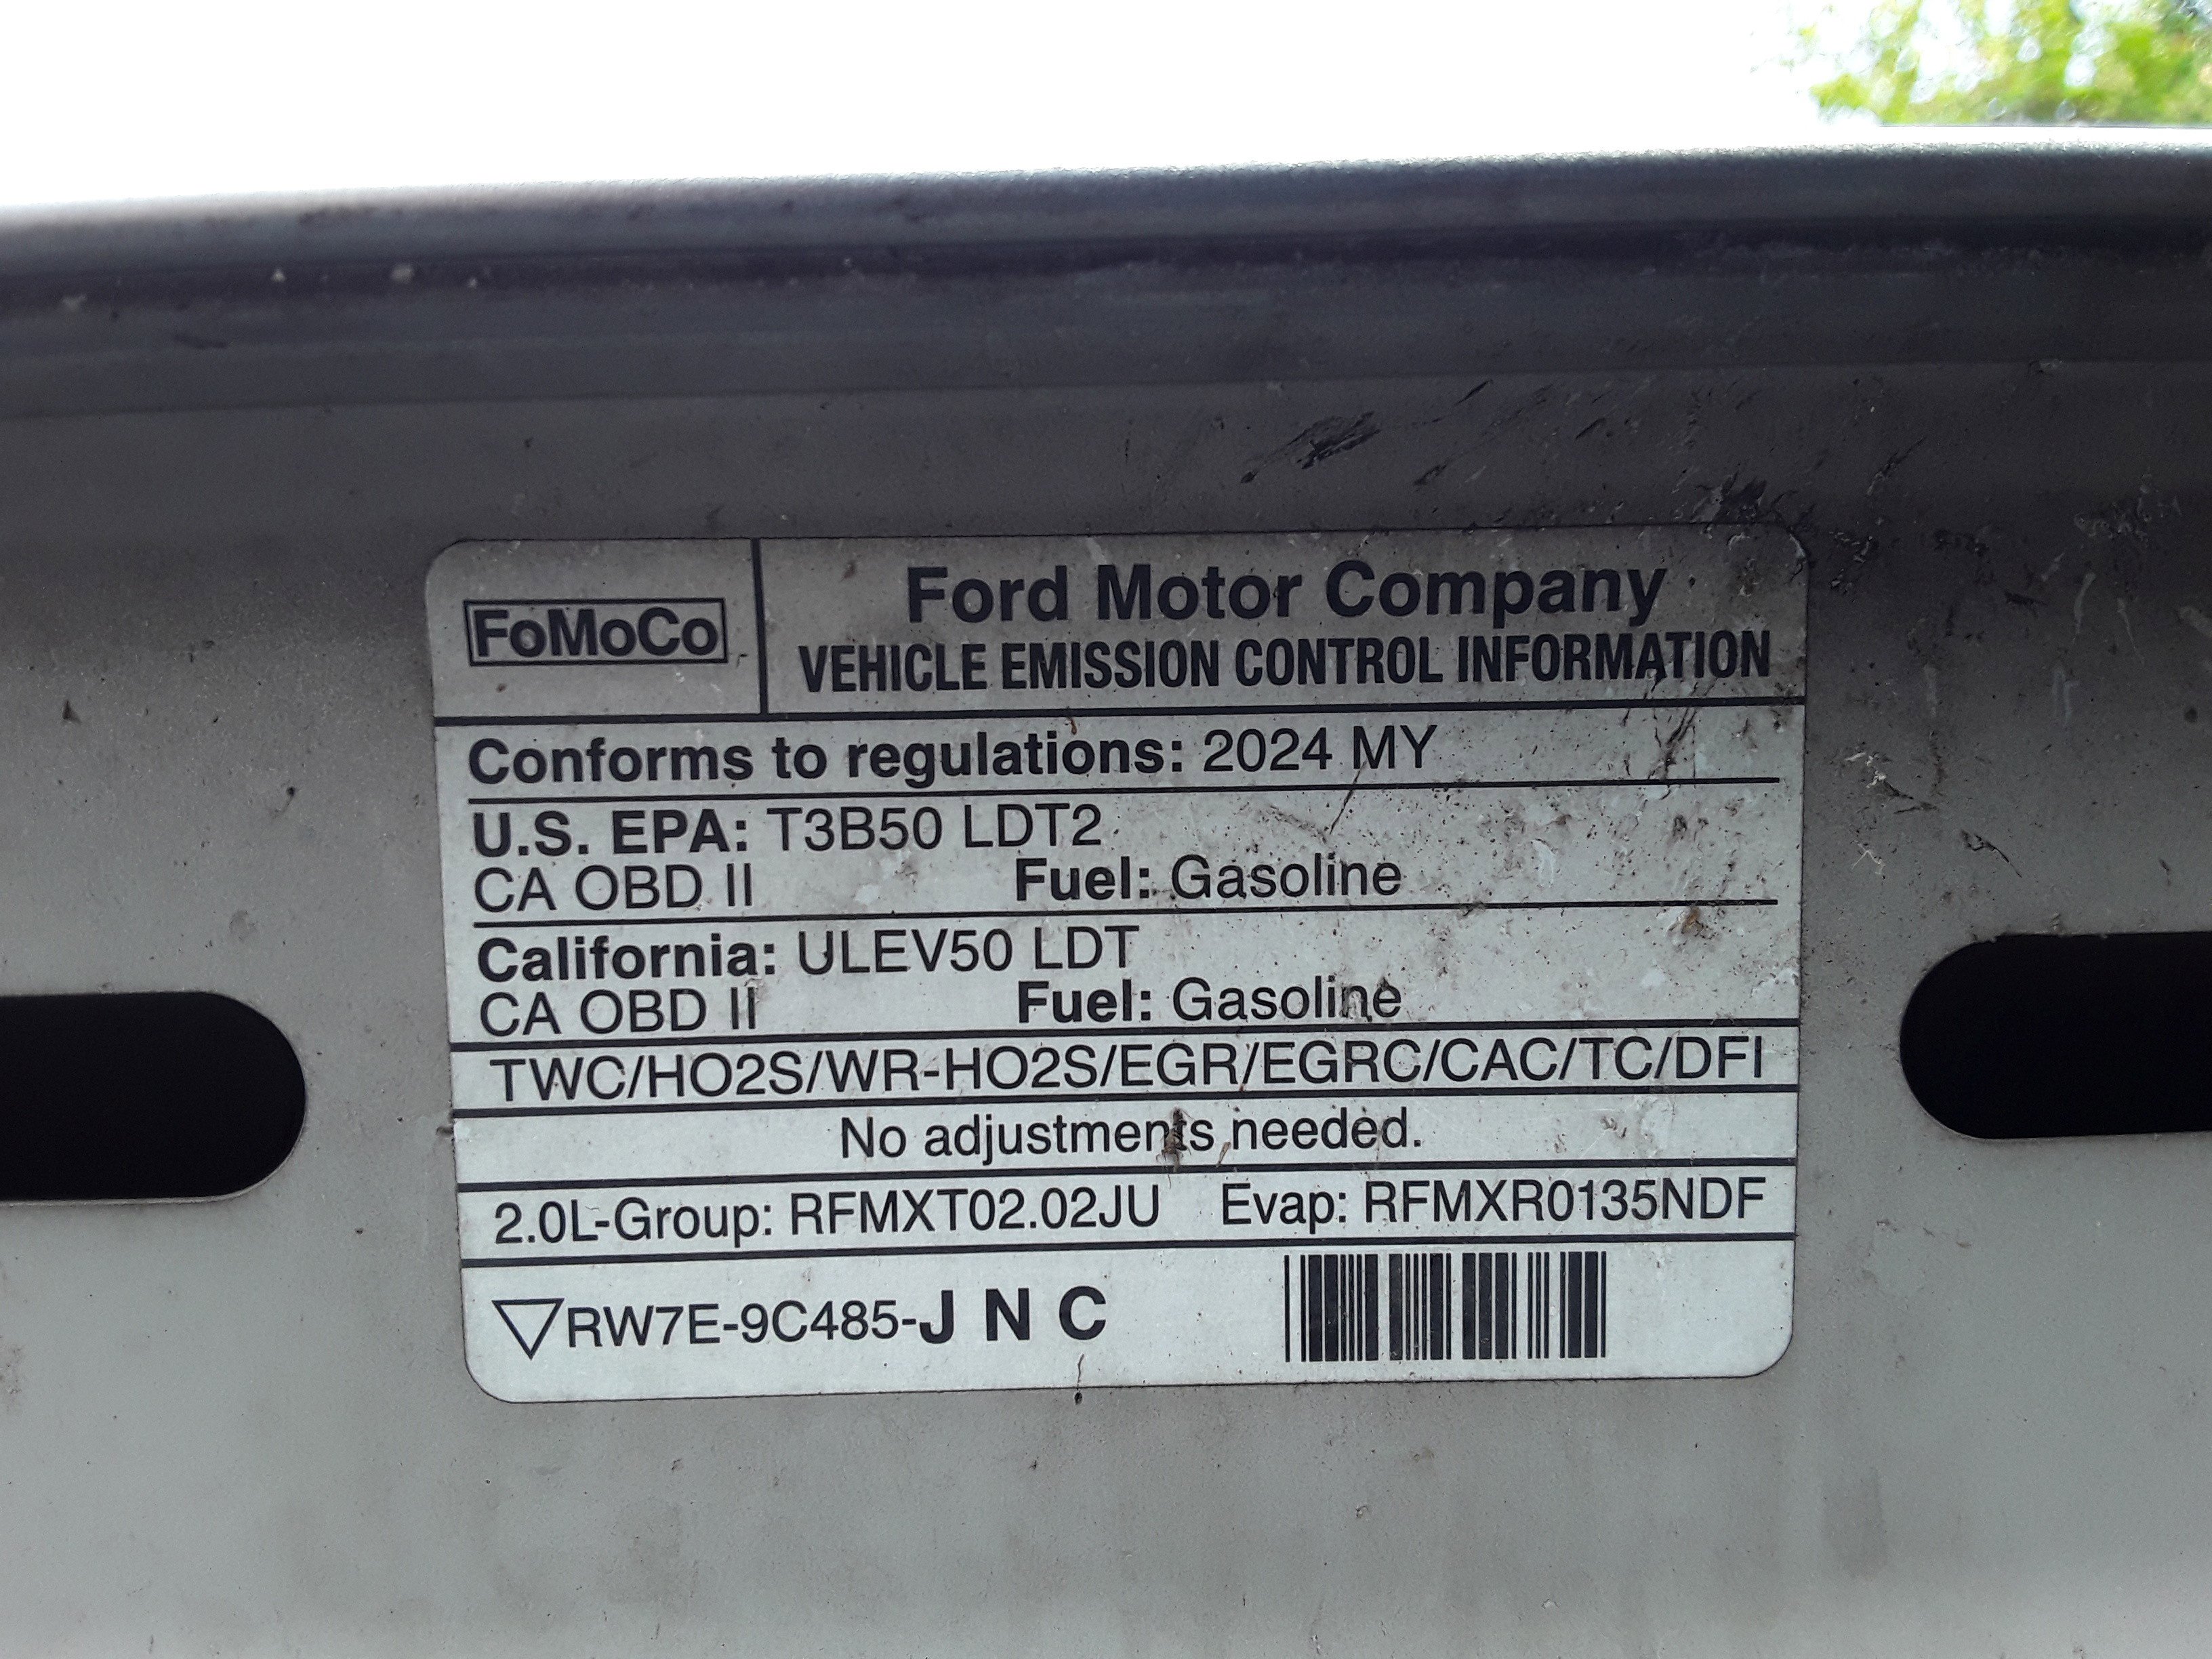 FoMoCo
Ford Motor Company
VEHICLE EMISSION CONTROL INFORMATION
Conforms to regulations: 2024 MY
U.S. EPA: T3B50 LDT2
CA OBD II Fuel: Gasoline
California: ULEV50 LDT
CA OBD II Fuel: Gasoline
TWC/HO2S/WR-HO2S/EGR/EGRC/CAC/TC/DFI
No adjustments needed.
2.0L-Group: RFMXT02.02JU Evap: RFMXR0135NDF
▽RW7E-9C485-J N C